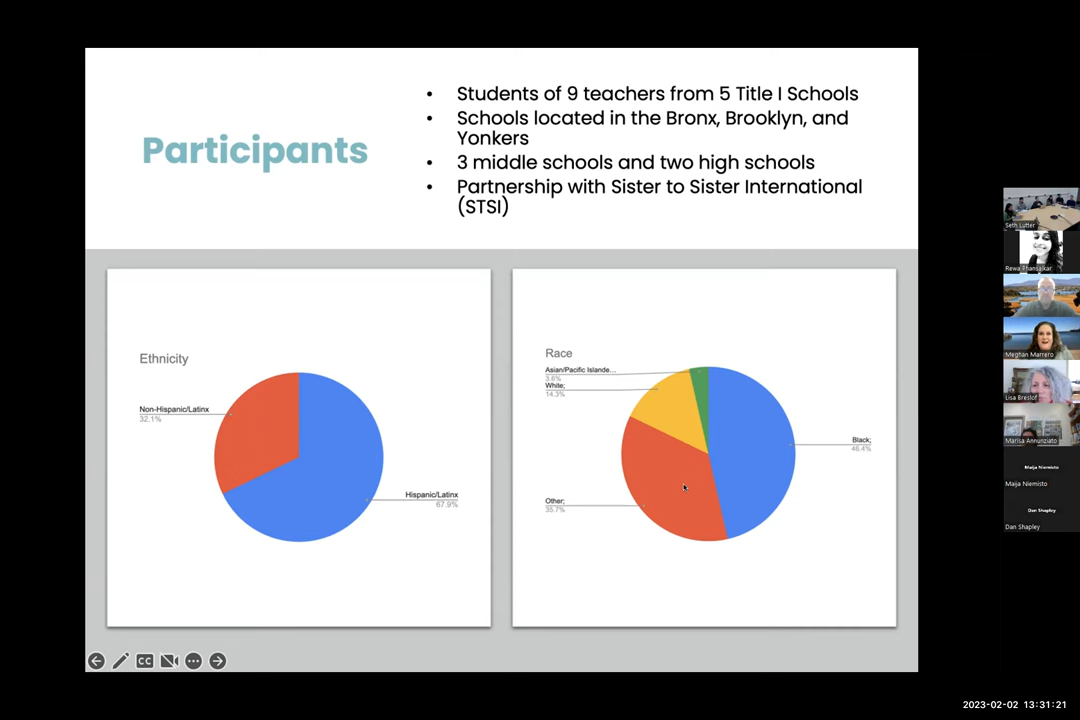 Participants
• Students of 9 teachers from 5 Title I Schools
• Schools located in the Bronx, Brooklyn, and
Yonkers
• 3 middle schools and two high schools
• Partnership with Sister to Sister International
(STSI)
Ethnicity
Non-Hispanic/Latinx
32.1%
Hispanic/Latinx
67.9%
Race
Asian/Pacific Islande...
3.6%
White;
14.3%
Black;
46.4%
Other;
35.7%
CC
Seth Lutter
Rewa Phansalkar
Meghan Marrero
Lisa Breslof
Marisa Annunziato
Maija Niemisto
Maija Niemisto
Dan Shapley
Dan Shapley
2023-02-02 13:31:21